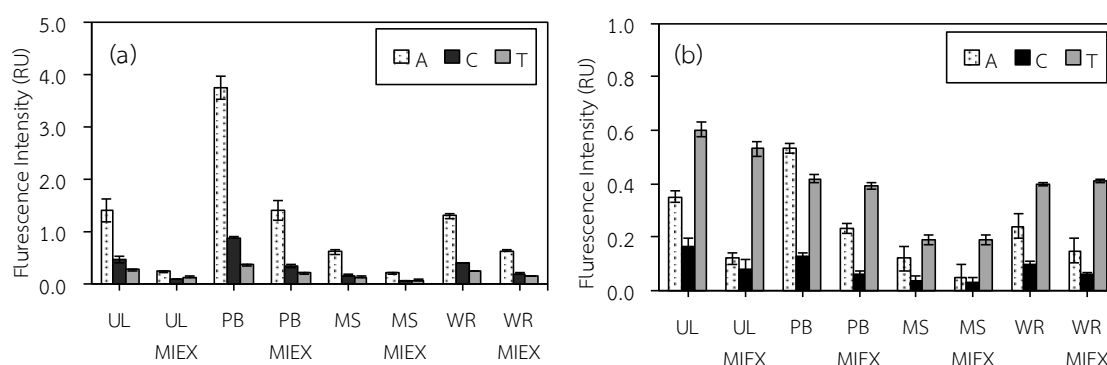 5.0
4.0
3.0
2.0
1.0
0.0
Flurescence Intensity (RU)
(a)
A C T
UL UL PB PB MS MS WR WR
MIEX MIEX MIEX MIEX
1.0
0.8
0.6
0.4
0.2
0.0
Flurescence Intensity (RU)
(b)
A C T
UL UL PB PB MS MS WR WR
MIEX MIEX MIEX MIEX